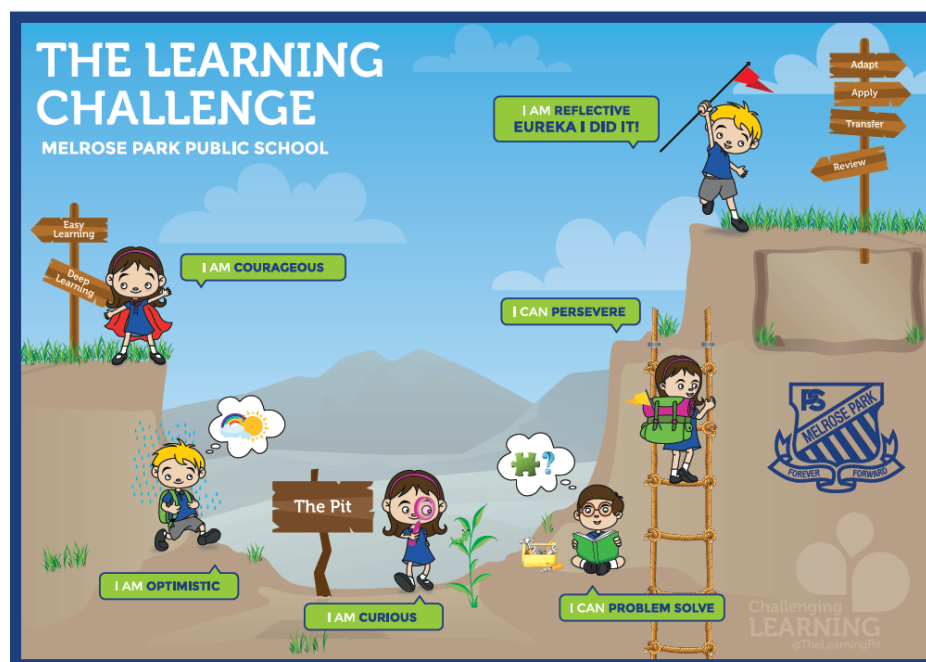 THE LEARNING
CHALLENGE
MELROSE PARK PUBLIC SCHOOL
I AM REFLECTIVE
EUREKA I DID IT!
Adapt
Apply
Transfer
Review
Easy
Learning
Deep
Learning
I AM COURAGEOUS
I CAN PERSEVERE
PS
MELROSE PARK
FOREVER FORWARD
?
The Pit
I AM OPTIMISTIC
I AM CURIOUS
I CAN PROBLEM SOLVE
Challenging
LEARNING
@TheLearningPit